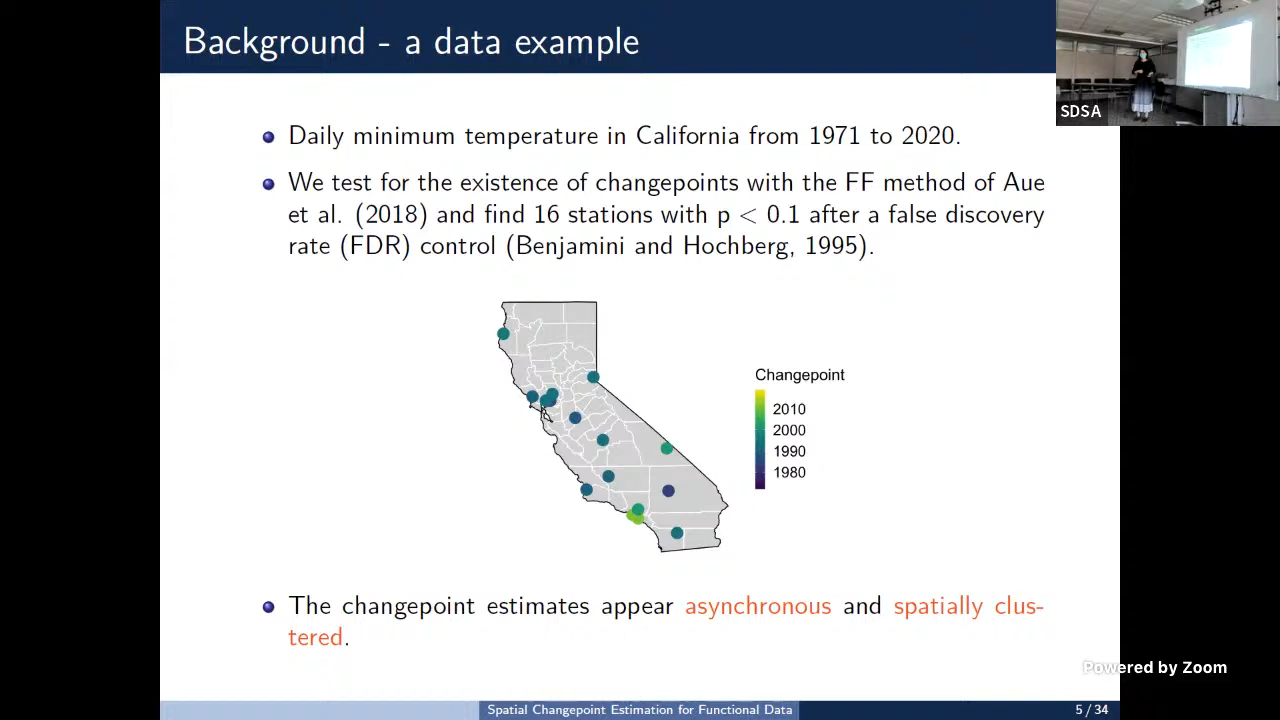 Background - a data example
SDSA
Daily minimum temperature in California from 1971 to 2020.
We test for the existence of changepoints with the FF method of Aue
et al. (2018) and find 16 stations with p < 0.1 after a false discovery
rate (FDR) control (Benjamini and Hochberg, 1995).
Changepoint
2010
2000
1990
1980
The changepoint estimates appear asynchronous and spatially clus-
tered.
Powered by Zoom
Spatial Changepoint Estimation for Functional Data
5 / 34